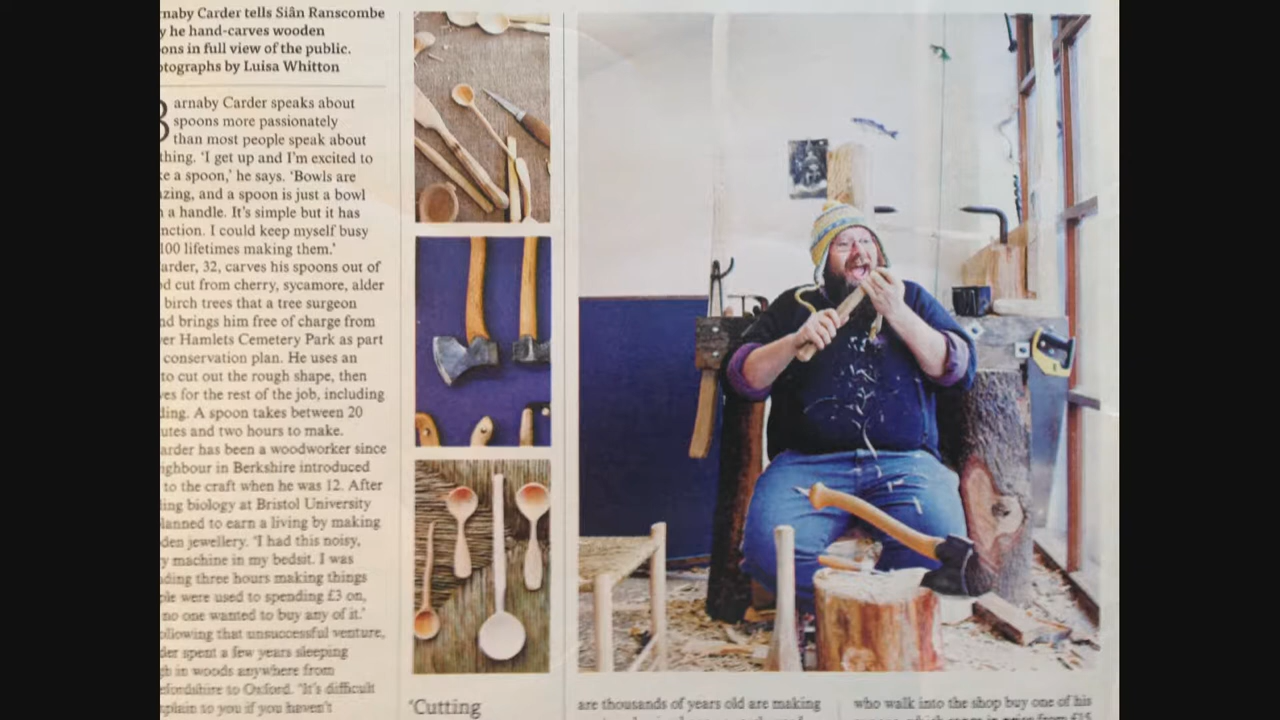 rnaby Carder tells Siân Ranscombe
y he hand-carves wooden
ons in full view of the public.
otographs by Luisa Whitton
Barnaby Carder speaks about
spoons more passionately
than most people speak about
thing. ‘I get up and I’m excited to
e a spoon,’ he says. ‘Bowls are
zing, and a spoon is just a bowl
a handle. It’s simple but it has
nction. I could keep myself busy
100 lifetimes making them.’
arder, 32, carves his spoons out of
d cut from cherry, sycamore, alder
birch trees that a tree surgeon
nd brings him free of charge from
er Hamlets Cemetery Park as part
conservation plan. He uses an
to cut out the rough shape, then
ves for the rest of the job, including
ding. A spoon takes between 20
utes and two hours to make.
arder has been a woodworker since
ighbour in Berkshire introduced
to the craft when he was 12. After
ling biology at Bristol University
lanned to earn a living by making
den jewellery. ‘I had this noisy,
y machine in my bedsit. I was
ding three hours making things
ple were used to spending £3 on,
no one wanted to buy any of it.’
ollowing that unsuccessful venture,
der spent a few years sleeping
gh in woods anywhere from
efordshire to Oxford. ‘It’s difficult
xplain to you if you haven’t
‘Cutting
are thousands of years old are making
who walk into the shop buy one of his